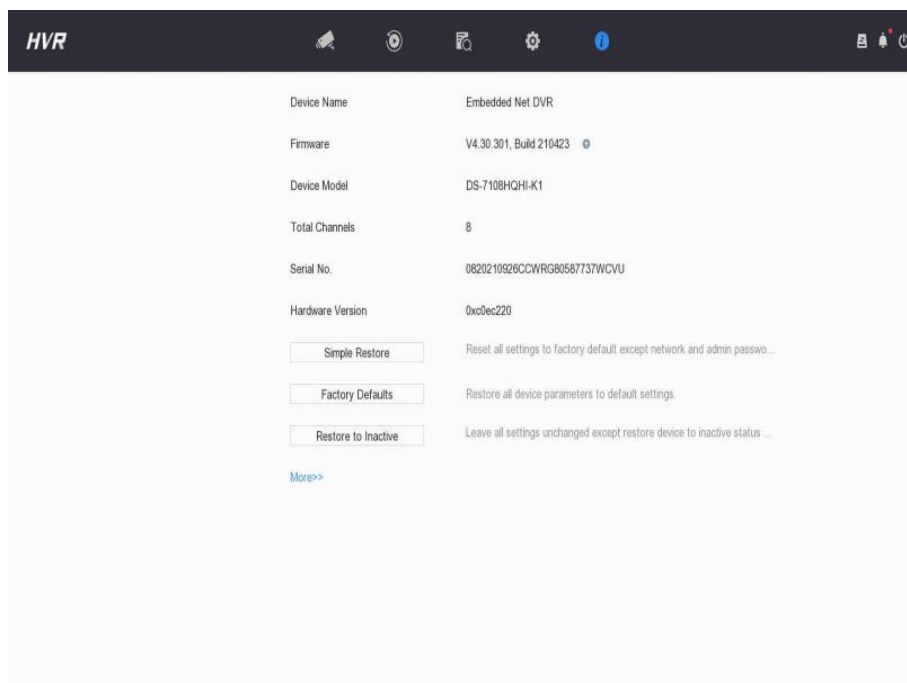 HVR
Device Name Embedded Net DVR
Firmware V4.30.301, Build 210423
Device Model DS-7108HQHI-K1
Total Channels 8
Serial No. 0820210926CCWRG80587737WCVU
Hardware Version 0xc0ec220
Simple Restore Reset all settings to factory default except network and admin passwo...
Factory Defaults Restore all device parameters to default settings.
Restore to Inactive Leave all settings unchanged except restore device to inactive status ...
More>>